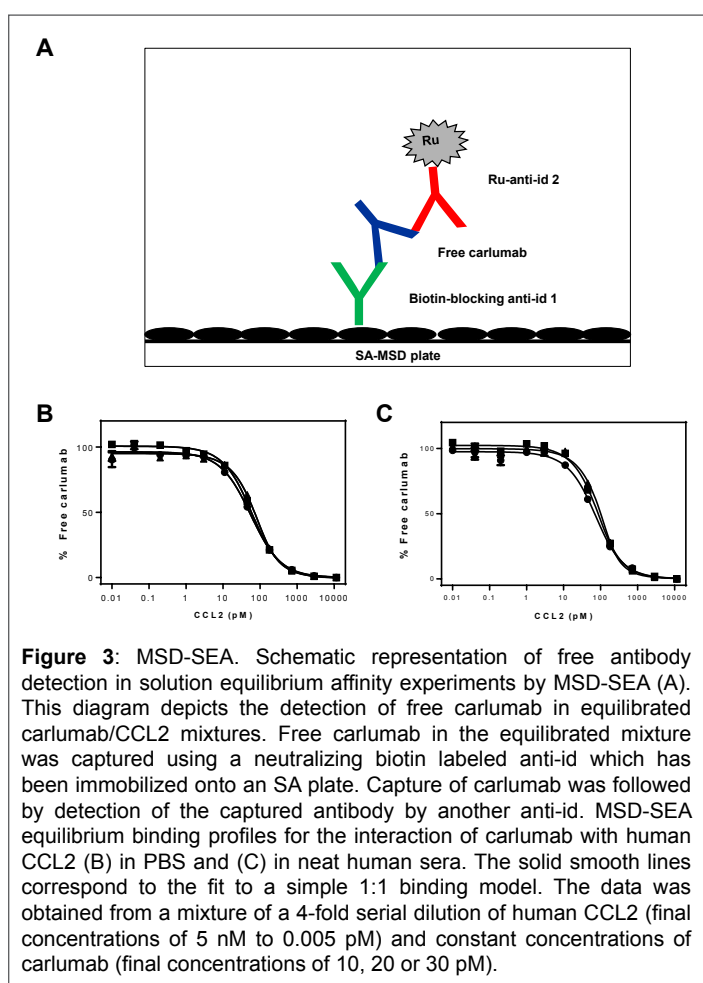 A
Ru
Ru-anti-id 2
Free carlumab
Biotin-blocking anti-id 1
SA-MSD plate
B
100
50
0
% Free carlumab
0.01 0.1 1 10 100 1000 10000
CCL2 (pM)
C
100
50
0
% Free carlumab
0.01 0.1 1 10 100 1000 10000
CCL2 (pM)
Figure 3: MSD-SEA. Schematic representation of free antibody
detection in solution equilibrium affinity experiments by MSD-SEA (A).
This diagram depicts the detection of free carlumab in equilibrated
carlumab/CCL2 mixtures. Free carlumab in the equilibrated mixture
was captured using a neutralizing biotin labeled anti-id which has
been immobilized onto an SA plate. Capture of carlumab was followed
by detection of the captured antibody by another anti-id. MSD-SEA
equilibrium binding profiles for the interaction of carlumab with human
CCL2 (B) in PBS and (C) in neat human sera. The solid smooth lines
correspond to the fit to a simple 1:1 binding model. The data was
obtained from a mixture of a 4-fold serial dilution of human CCL2 (final
concentrations of 5 nM to 0.005 pM) and constant concentrations of
carlumab (final concentrations of 10, 20 or 30 pM).